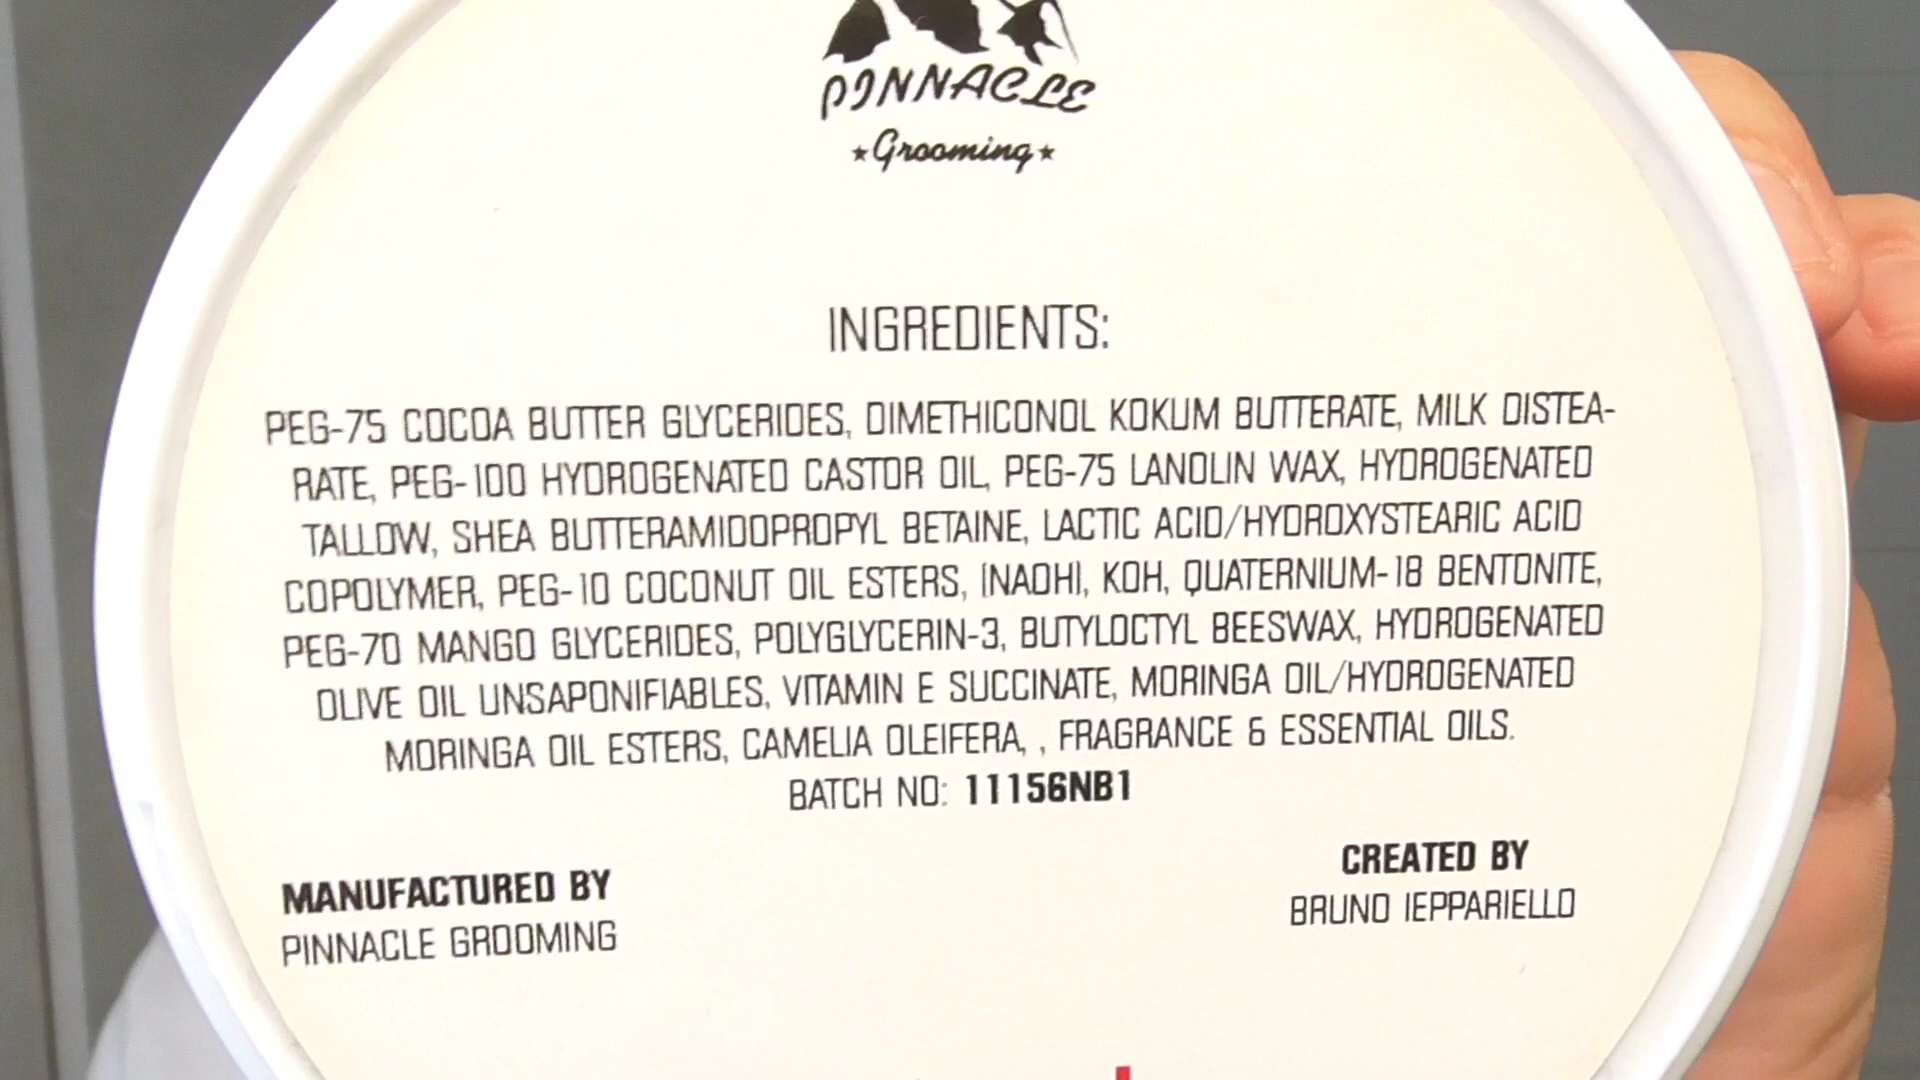 PINNACLE
★Grooming★
INGREDIENTS:
PEG-75 COCOA BUTTER GLYCERIDES, DIMETHICONOL KOKUM BUTTERATE, MILK DISTEA-
RATE, PEG-100 HYDROGENATED CASTOR OIL, PEG-75 LANOLIN WAX, HYDROGENATED
TALLOW, SHEA BUTTERAMIDOPROPYL BETAINE, LACTIC ACID/HYDROXYSTEARIC ACID
COPOLYMER, PEG-10 COCONUT OIL ESTERS, (NAOH), KOH, QUATERNIUM-18 BENTONITE,
PEG-70 MANGO GLYCERIDES, POLYGLYCERIN-3, BUTYLOCTYL BEESWAX, HYDROGENATED
OLIVE OIL UNSAPONIFIABLES, VITAMIN E SUCCINATE, MORINGA OIL/HYDROGENATED
MORINGA OIL ESTERS, CAMELIA OLEIFERA, , FRAGRANCE & ESSENTIAL OILS.
BATCH NO: 11156NB1
MANUFACTURED BY
PINNACLE GROOMING
CREATED BY
BRUNO IEPPARIELLO